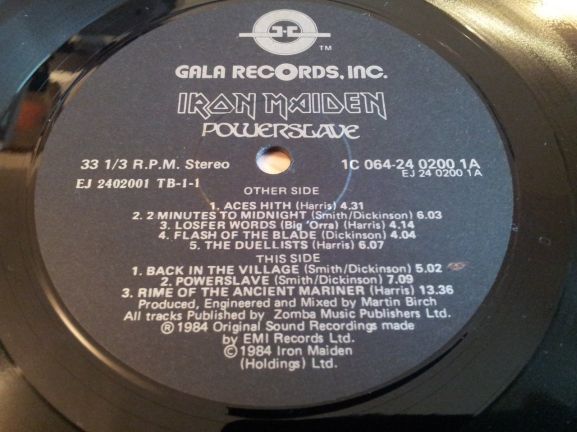 TM
GALA RECORDS, INC.
IRON MAIDEN
POWERSLAVE
33 1/3 R.P.M. Stereo
1C 064-24 0200 1A
EJ 2402001 TB-1-1
EJ 24 0200 1A
OTHER SIDE
1. ACES HITH (Harris) 4.31
2. 2 MINUTES TO MIDNIGHT (Smith/Dickinson) 6.03
3. LOSFER WORDS (Big 'Orra) (Harris) 4.14
4. FLASH OF THE BLADE (Dickinson) 4.04
5. THE DUELLISTS (Harris) 6.07
THIS SIDE
1. BACK IN THE VILLAGE (Smith/Dickinson) 5.02
2. POWERSLAVE (Smith/Dickinson) 7.09
3. RIME OF THE ANCIENT MARINER (Harris) 13.36
Produced, Engineered and Mixed by Martin Birch
All tracks Published by Zomba Music Publishers Ltd.
Ⓟ1984 Original Sound Recordings made
by EMI Records Ltd.
©1984 Iron Maiden
(Holdings) Ltd.